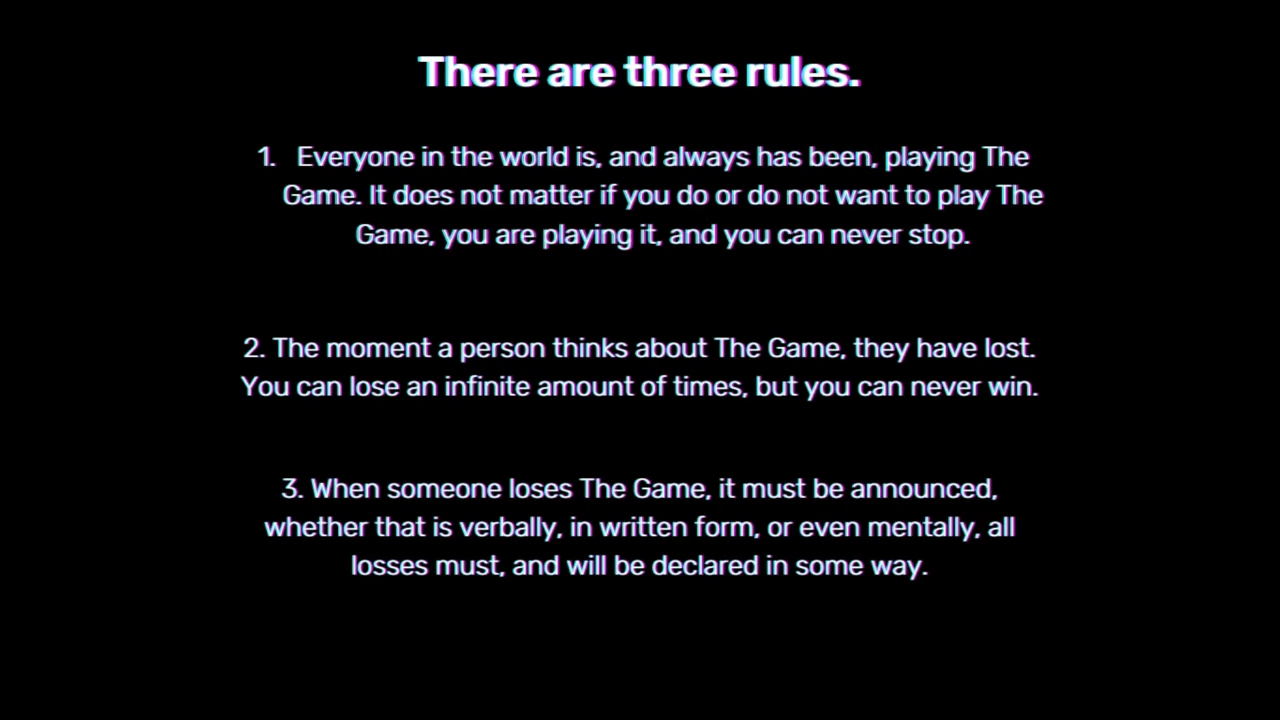 There are three rules.
1. Everyone in the world is, and always has been, playing The
Game. It does not matter if you do or do not want to play The
Game, you are playing it, and you can never stop.
2. The moment a person thinks about The Game, they have lost.
You can lose an infinite amount of times, but you can never win.
3. When someone loses The Game, it must be announced,
whether that is verbally, in written form, or even mentally, all
losses must, and will be declared in some way.